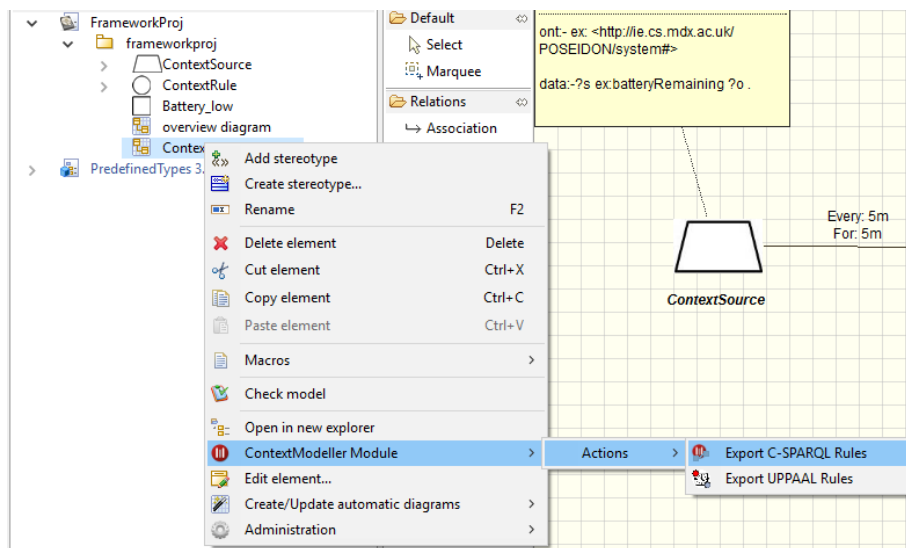 FrameworkProj
frameworkproj
ContextSource
ContextRule
Battery_low
overview diagram
Contex
PredefinedTypes 3.
Default
Select
Marquee
Relations
Association
ont:- ex: <http://ie.cs.mdx.ac.uk/
POSEIDON/system#>
data:-?s ex:batteryRemaining ?o .
Every: 5m
For: 5m
ContextSource
Add stereotype
Create stereotype...
Rename F2
Delete element Delete
Cut element Ctrl+X
Copy element Ctrl+C
Paste element Ctrl+V
Macros
Check model
Open in new explorer
ContextModeller Module
Edit element...
Create/Update automatic diagrams
Administration
Actions
Export C-SPARQL Rules
Export UPPAAL Rules